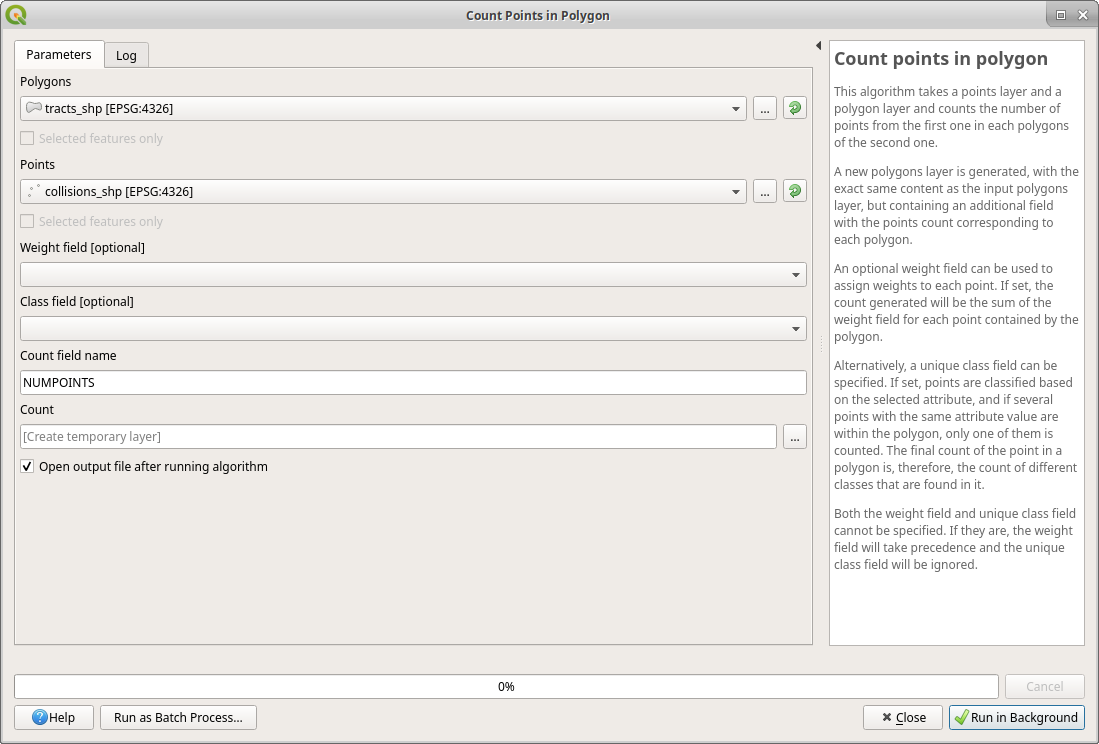 Count Points in Polygon
Parameters
Log
Polygons
tracts_shp [EPSG:4326]
...
Selected features only
Points
collisions_shp [EPSG:4326]
...
Selected features only
Weight field [optional]
Class field [optional]
Count field name
NUMPOINTS
Count
[Create temporary layer]
...
Open output file after running algorithm
Count points in polygon
This algorithm takes a points layer and a
polygon layer and counts the number of
points from the first one in each polygons
of the second one.
A new polygons layer is generated, with the
exact same content as the input polygons
layer, but containing an additional field
with the points count corresponding to
each polygon.
An optional weight field can be used to
assign weights to each point. If set, the
count generated will be the sum of the
weight field for each point contained by the
polygon.
Alternatively, a unique class field can be
specified. If set, points are classified based
on the selected attribute, and if several
points with the same attribute value are
within the polygon, only one of them is
counted. The final count of the point in a
polygon is, therefore, the count of different
classes that are found in it.
Both the weight field and unique class field
cannot be specified. If they are, the weight
field will take precedence and the unique
class field will be ignored.
0%
Cancel
Help
Run as Batch Process...
Close
Run in Background